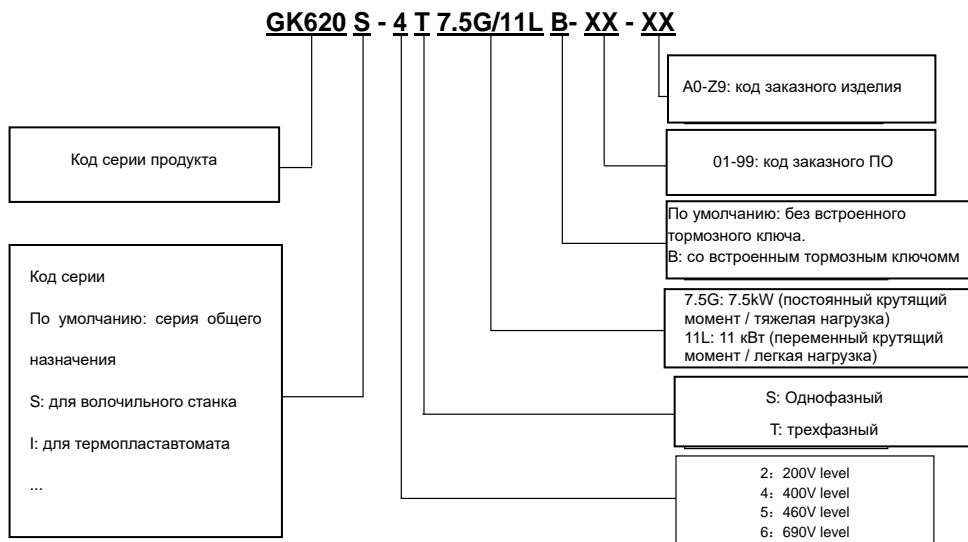 GK620 S - 4 T 7.5G/11L B- XX - XX
A0-Z9: код заказного изделия
Код серии продукта
01-99: код заказного ПО
По умолчанию: без встроенного
тормозного ключа.
B: со встроенным тормозным ключомм
Код серии
По умолчанию: серия общего
назначения
S: для волочильного станка
I: для термопластавтомата
...
7.5G: 7.5kW (постоянный крутящий
момент / тяжелая нагрузка)
11L: 11 кВт (переменный крутящий
момент / легкая нагрузка)
S: Однофазный
T: трехфазный
2: 200V level
4: 400V level
5: 460V level
6: 690V level